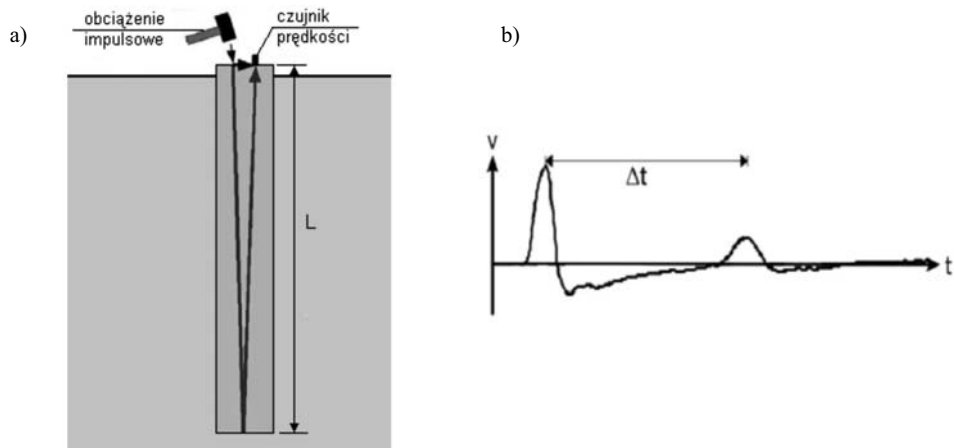 a)
obciążenie
impulsowe
czujnik
prędkości
L
b)
v
Δt
t